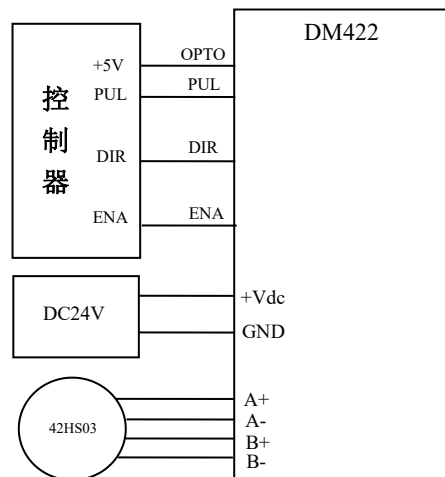 DM422
+5V OPTO
PUL PUL
控制器
DIR DIR
ENA ENA
DC24V
+Vdc
GND
42HS03
A+
A-
B+
B-